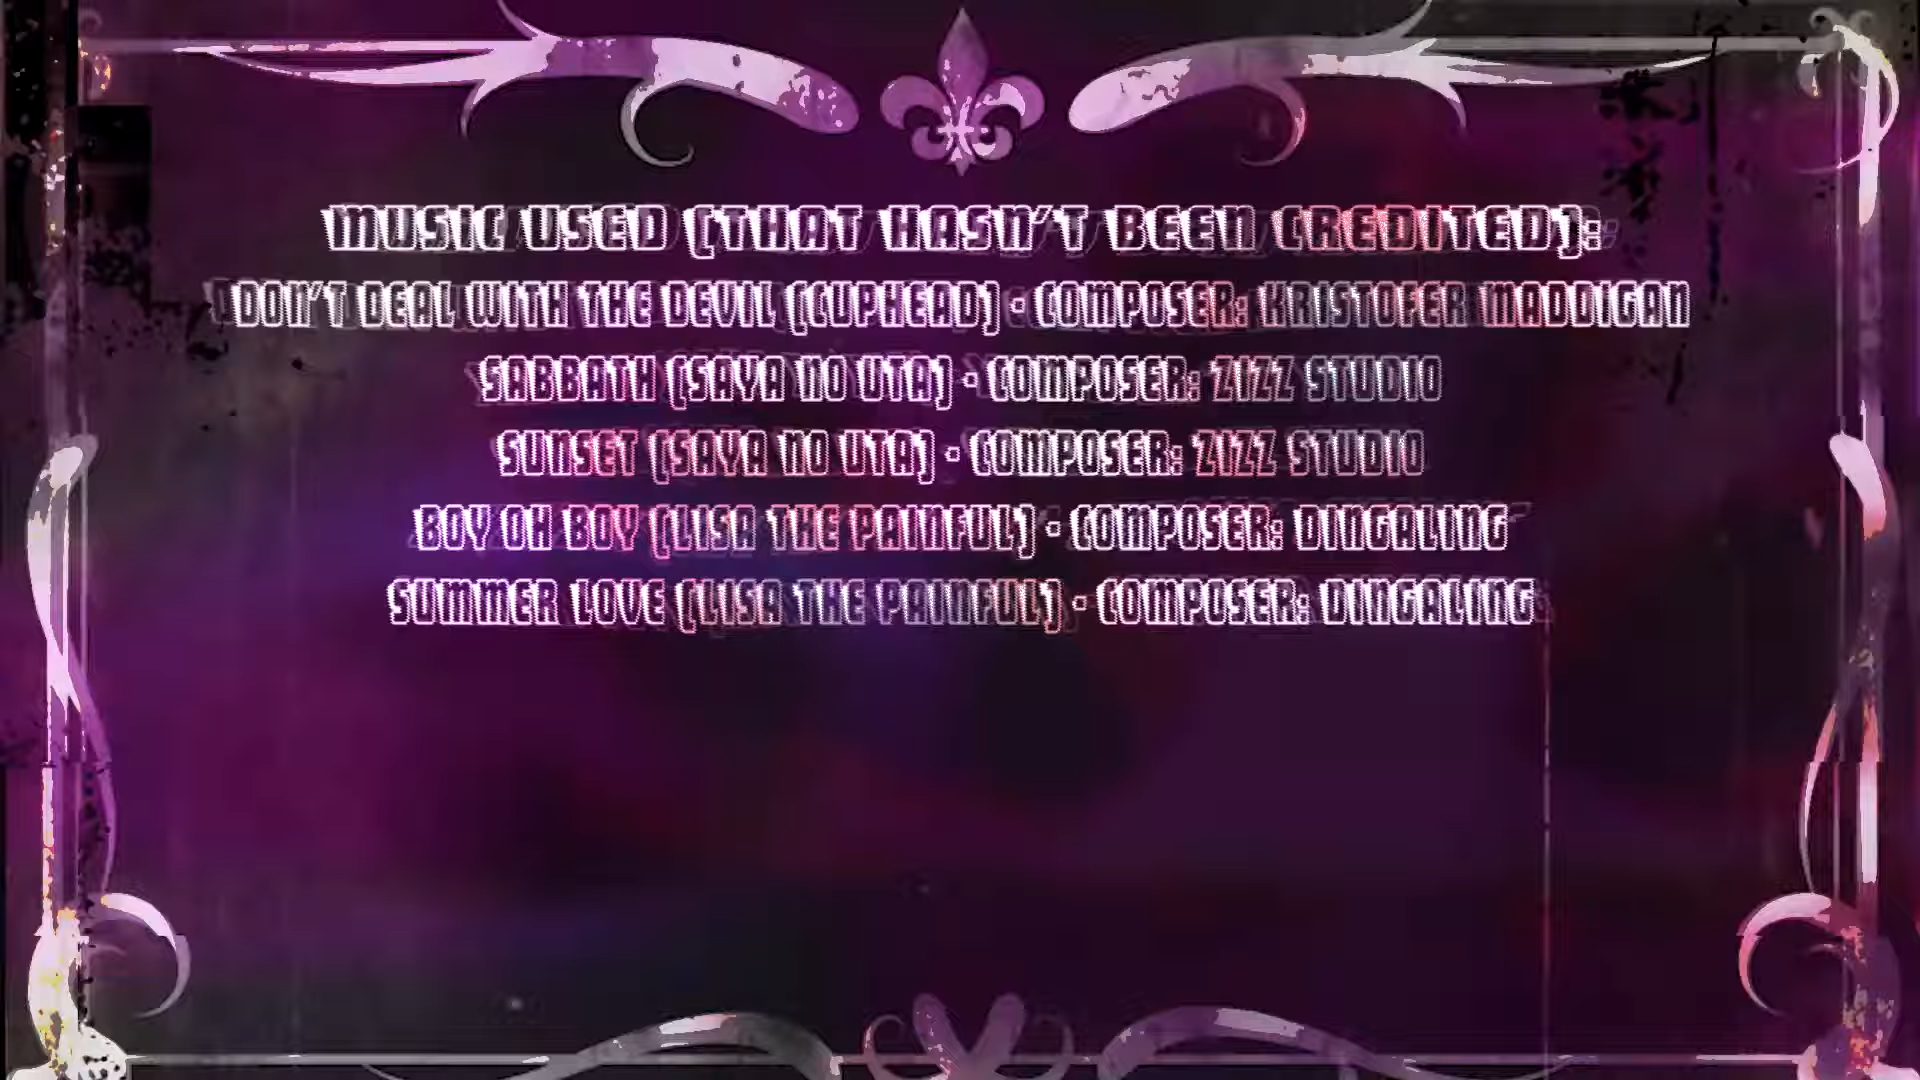 MUSIC USED (THAT HASN'T BEEN CREDITED):
DON'T DEAL WITH THE DEVIL (CUPHEAD) - COMPOSER: KRISTOFER MADDIGAN
SABBATH (SAYA NO UTA) - COMPOSER: ZIZZ STUDIO
SUNSET (SAYA NO UTA) - COMPOSER: ZIZZ STUDIO
BOY OH BOY (LISA THE PAINFUL) - COMPOSER: DINGALING
SUMMER LOVE (LISA THE PAINFUL) - COMPOSER: DINGALING